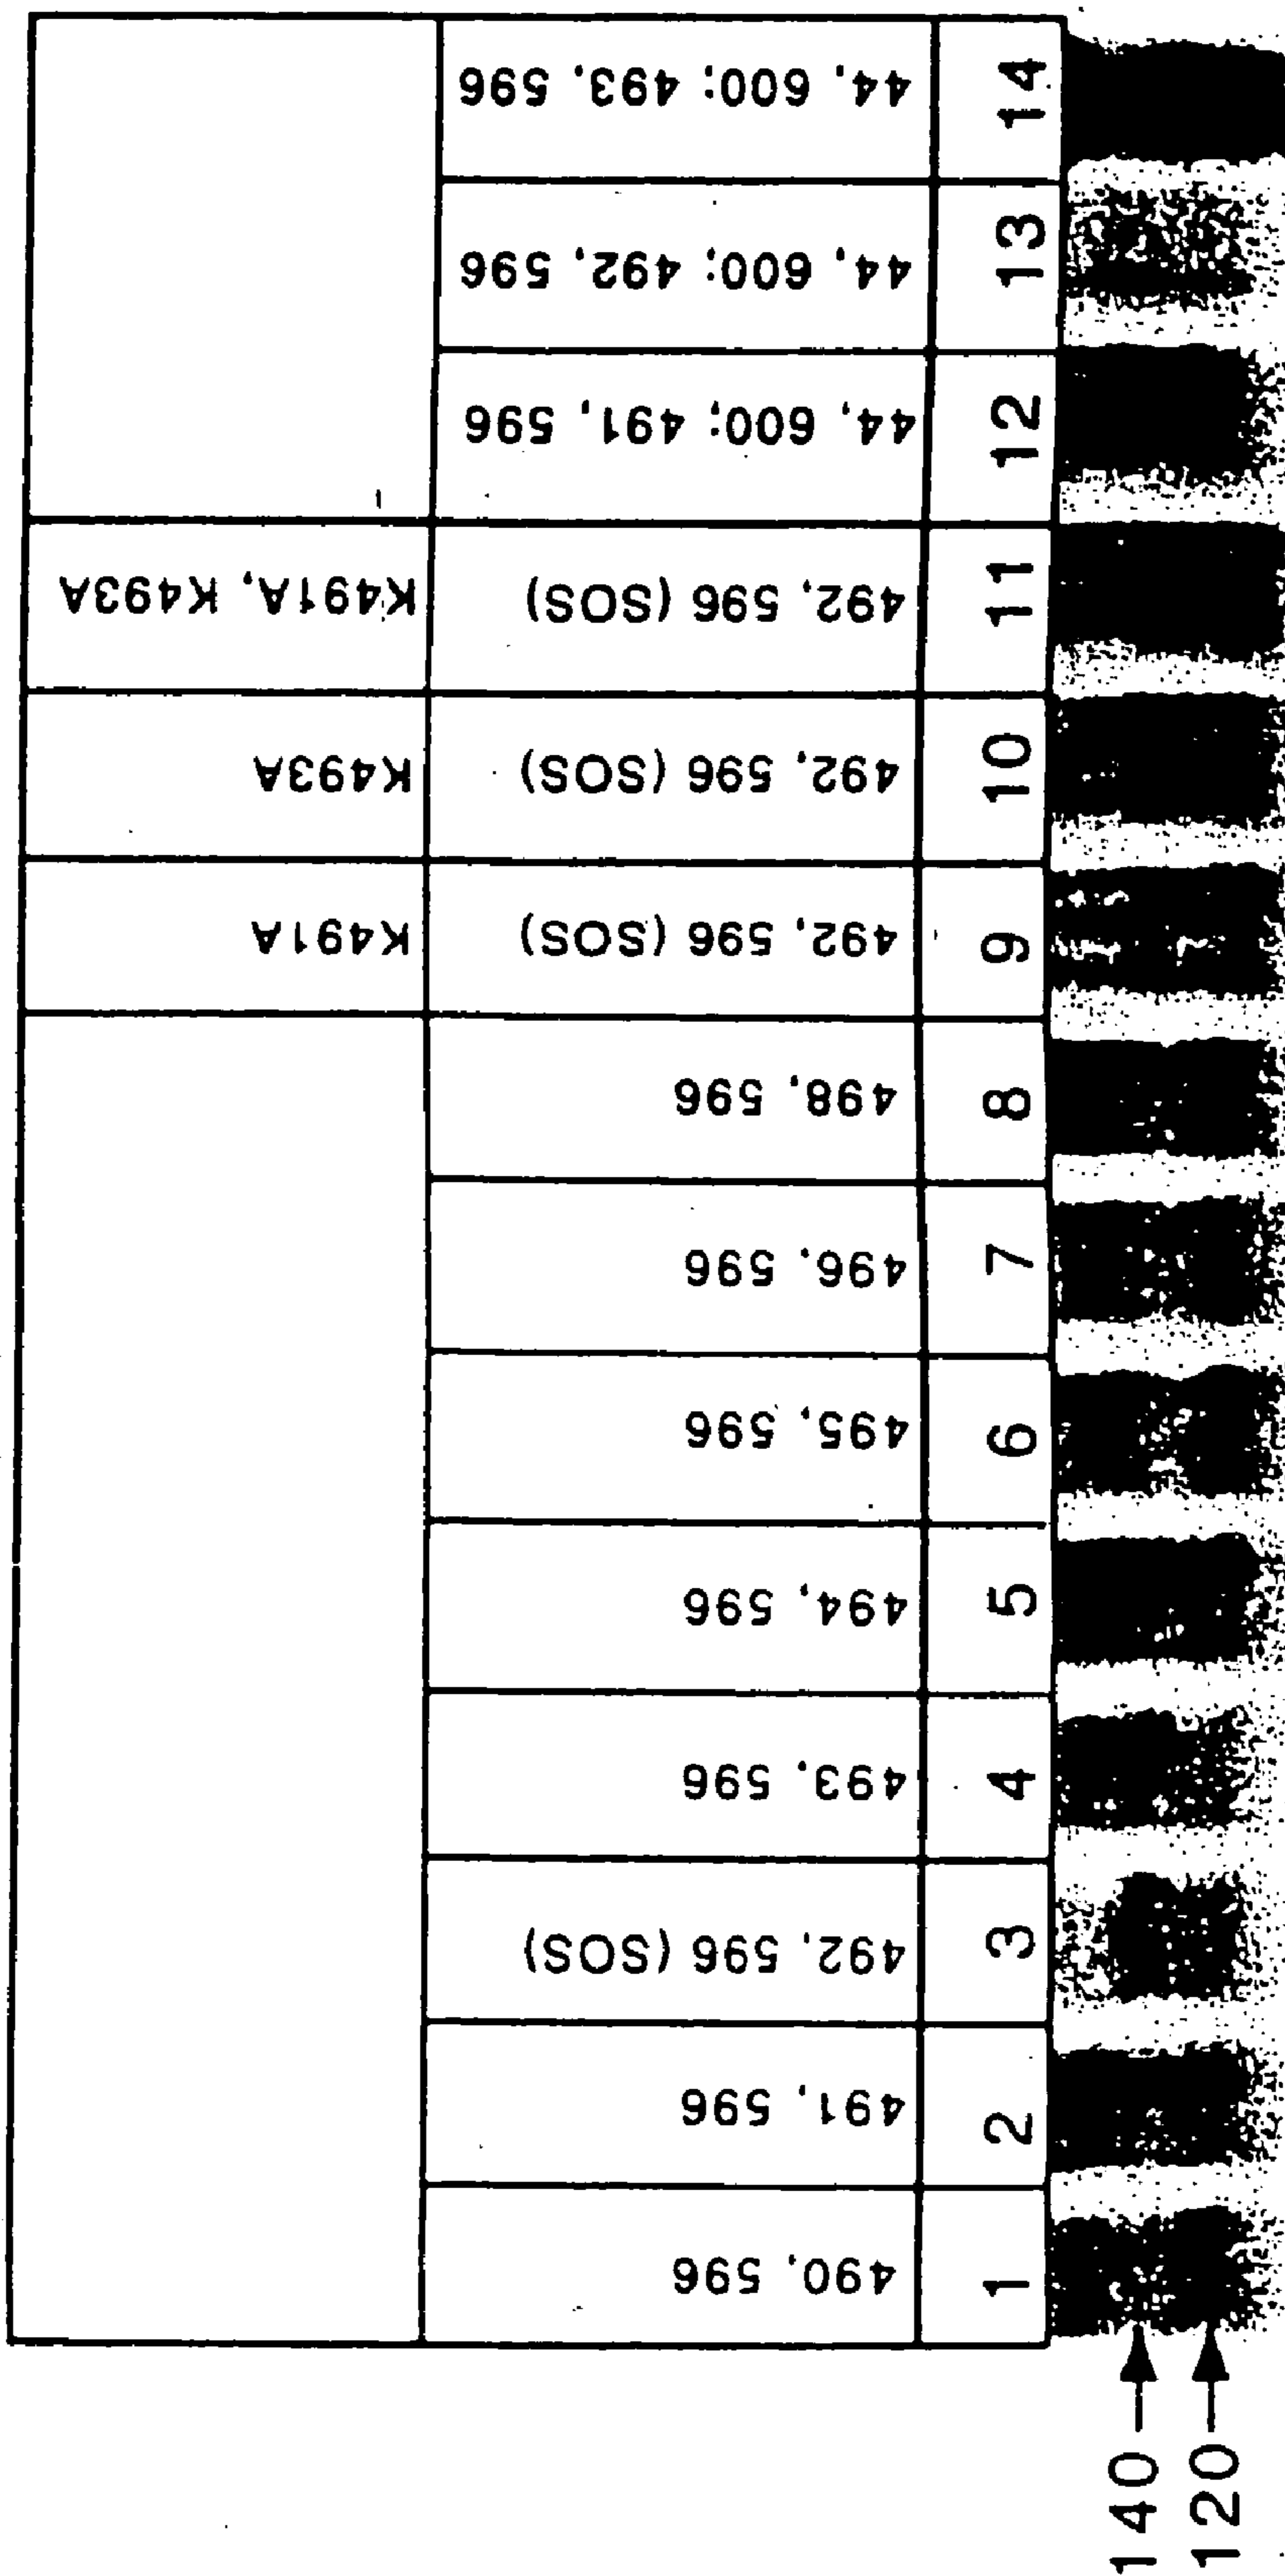 K491A
K493A
K491A, K493A
490, 596
491, 596
492, 596 (SOS)
493, 596
494, 596
495, 596
496, 596
498, 596
492, 596 (SOS)
492, 596 (SOS)
492, 596 (SOS)
44, 600; 491, 596
44, 600; 492, 596
44, 600; 493, 596
1 2 3 4 5 6 7 8 9 10 11 12 13 14
140
120